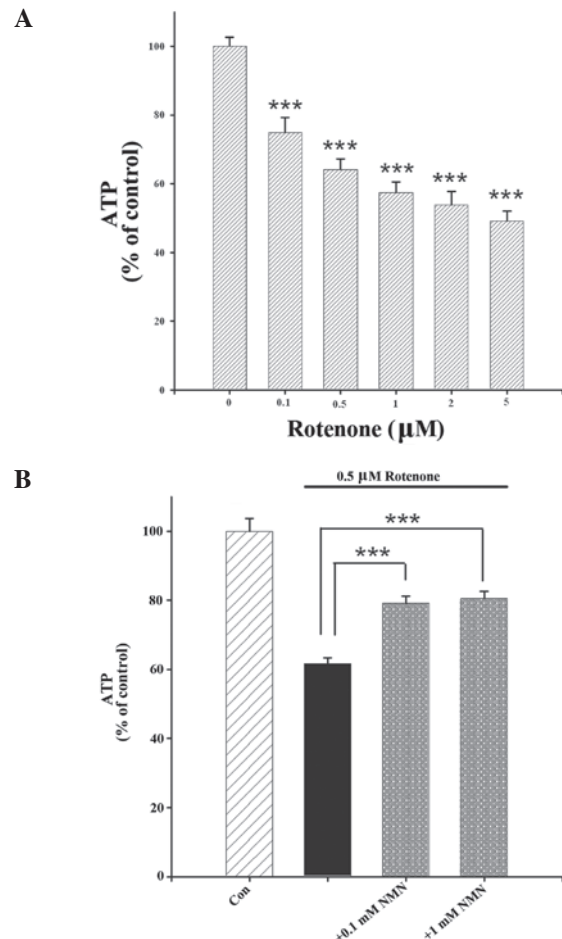 A
100
80
60
40
20
0
ATP
(% of control)
***
***
***
***
***
0 0.1 0.5 1 2 5
Rotenone (μM)
B
0.5 μM Rotenone
100
80
60
40
20
0
ATP
(% of control)
***
***
Con
+0.1 mM NMN
+1 mM NMN